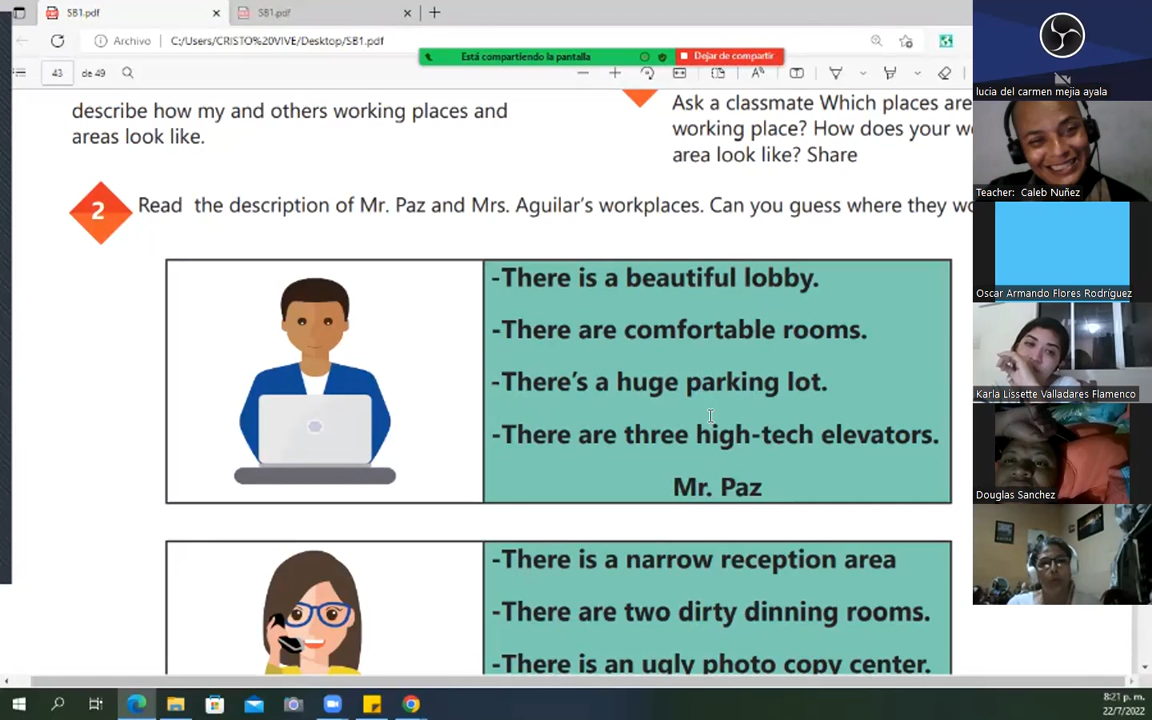 SB1.pdf
SB1.pdf
Archivo
C:/Users/CRISTO%20VIVE/Desktop/SB1.pdf
Está compartiendo la pantalla
Dejar de compartir
43
de 49
describe how my and others working places and
areas look like.
Ask a classmate Which places are
working place? How does your w
area look like? Share
2
Read the description of Mr. Paz and Mrs. Aguilar's workplaces. Can you guess where they wo
-There is a beautiful lobby.
-There are comfortable rooms.
-There's a huge parking lot.
-There are three high-tech elevators.
Mr. Paz
-There is a narrow reception area
-There are two dirty dinning rooms.
-There is an ugly photo copy center.
lucia del carmen mejia ayala
Teacher: Caleb Nuñez
Oscar Armando Flores Rodríguez
Karla Lissette Valladares Flamenco
Douglas Sanchez
8:21 p. m.
22/7/2022